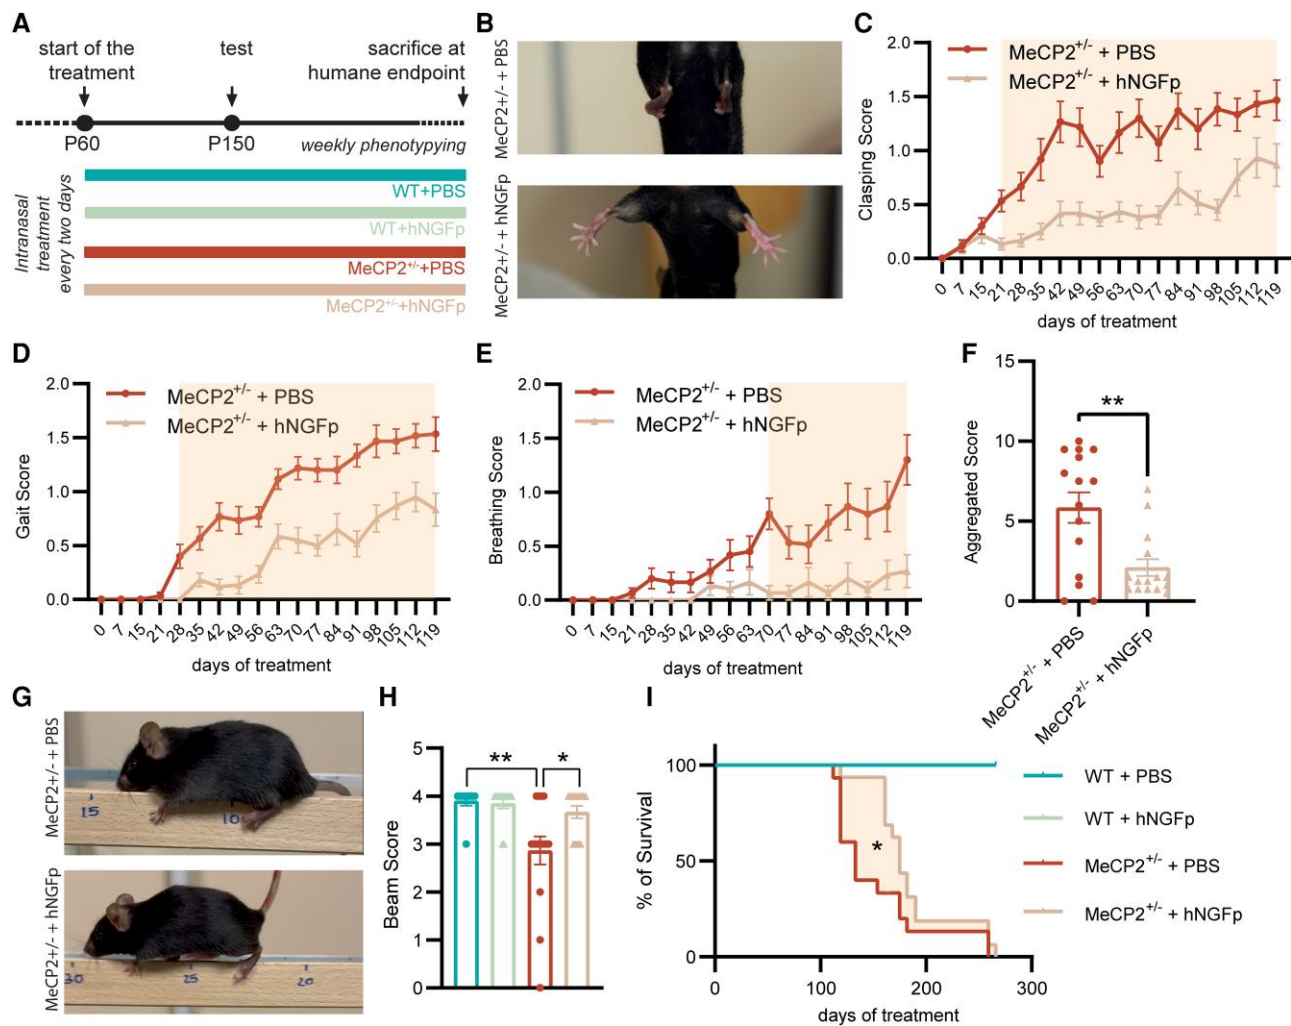 A
start of the
treatment
test
sacrifice at
humane endpoint
P60
P150
weekly phenotypying
Intranasal
treatment
every two days
WT+PBS
WT+hNGFp
MeCP2+/-+PBS
MeCP2+/-+hNGFp
B
MeCP2+/- + PBS
MeCP2+/- + hNGFp
C
Clasping Score
2.0
1.5
1.0
0.5
0.0
MeCP2+/- + PBS
MeCP2+/- + hNGFp
0 7 15 21 28 35 42 49 56 63 70 77 84 91 98 105 112 119
days of treatment
D
Gait Score
2.0
1.5
1.0
0.5
0.0
MeCP2+/- + PBS
MeCP2+/- + hNGFp
0 7 15 21 28 35 42 49 56 63 70 77 84 91 98 105 112 119
days of treatment
E
Breathing Score
2.0
1.5
1.0
0.5
0.0
MeCP2+/- + PBS
MeCP2+/- + hNGFp
0 7 15 21 28 35 42 49 56 63 70 77 84 91 98 105 112 119
days of treatment
F
Aggregated Score
15
10
5
0
**
MeCP2+/- + PBS
MeCP2+/- + hNGFp
G
MeCP2+/- + PBS
15
10
MeCP2+/- + hNGFp
30
25
20
H
Beam Score
5
4
3
2
1
0
**
*
I
% of Survival
100
50
0
*
0 100 200 300
days of treatment
WT + PBS
WT + hNGFp
MeCP2+/- + PBS
MeCP2+/- + hNGFp